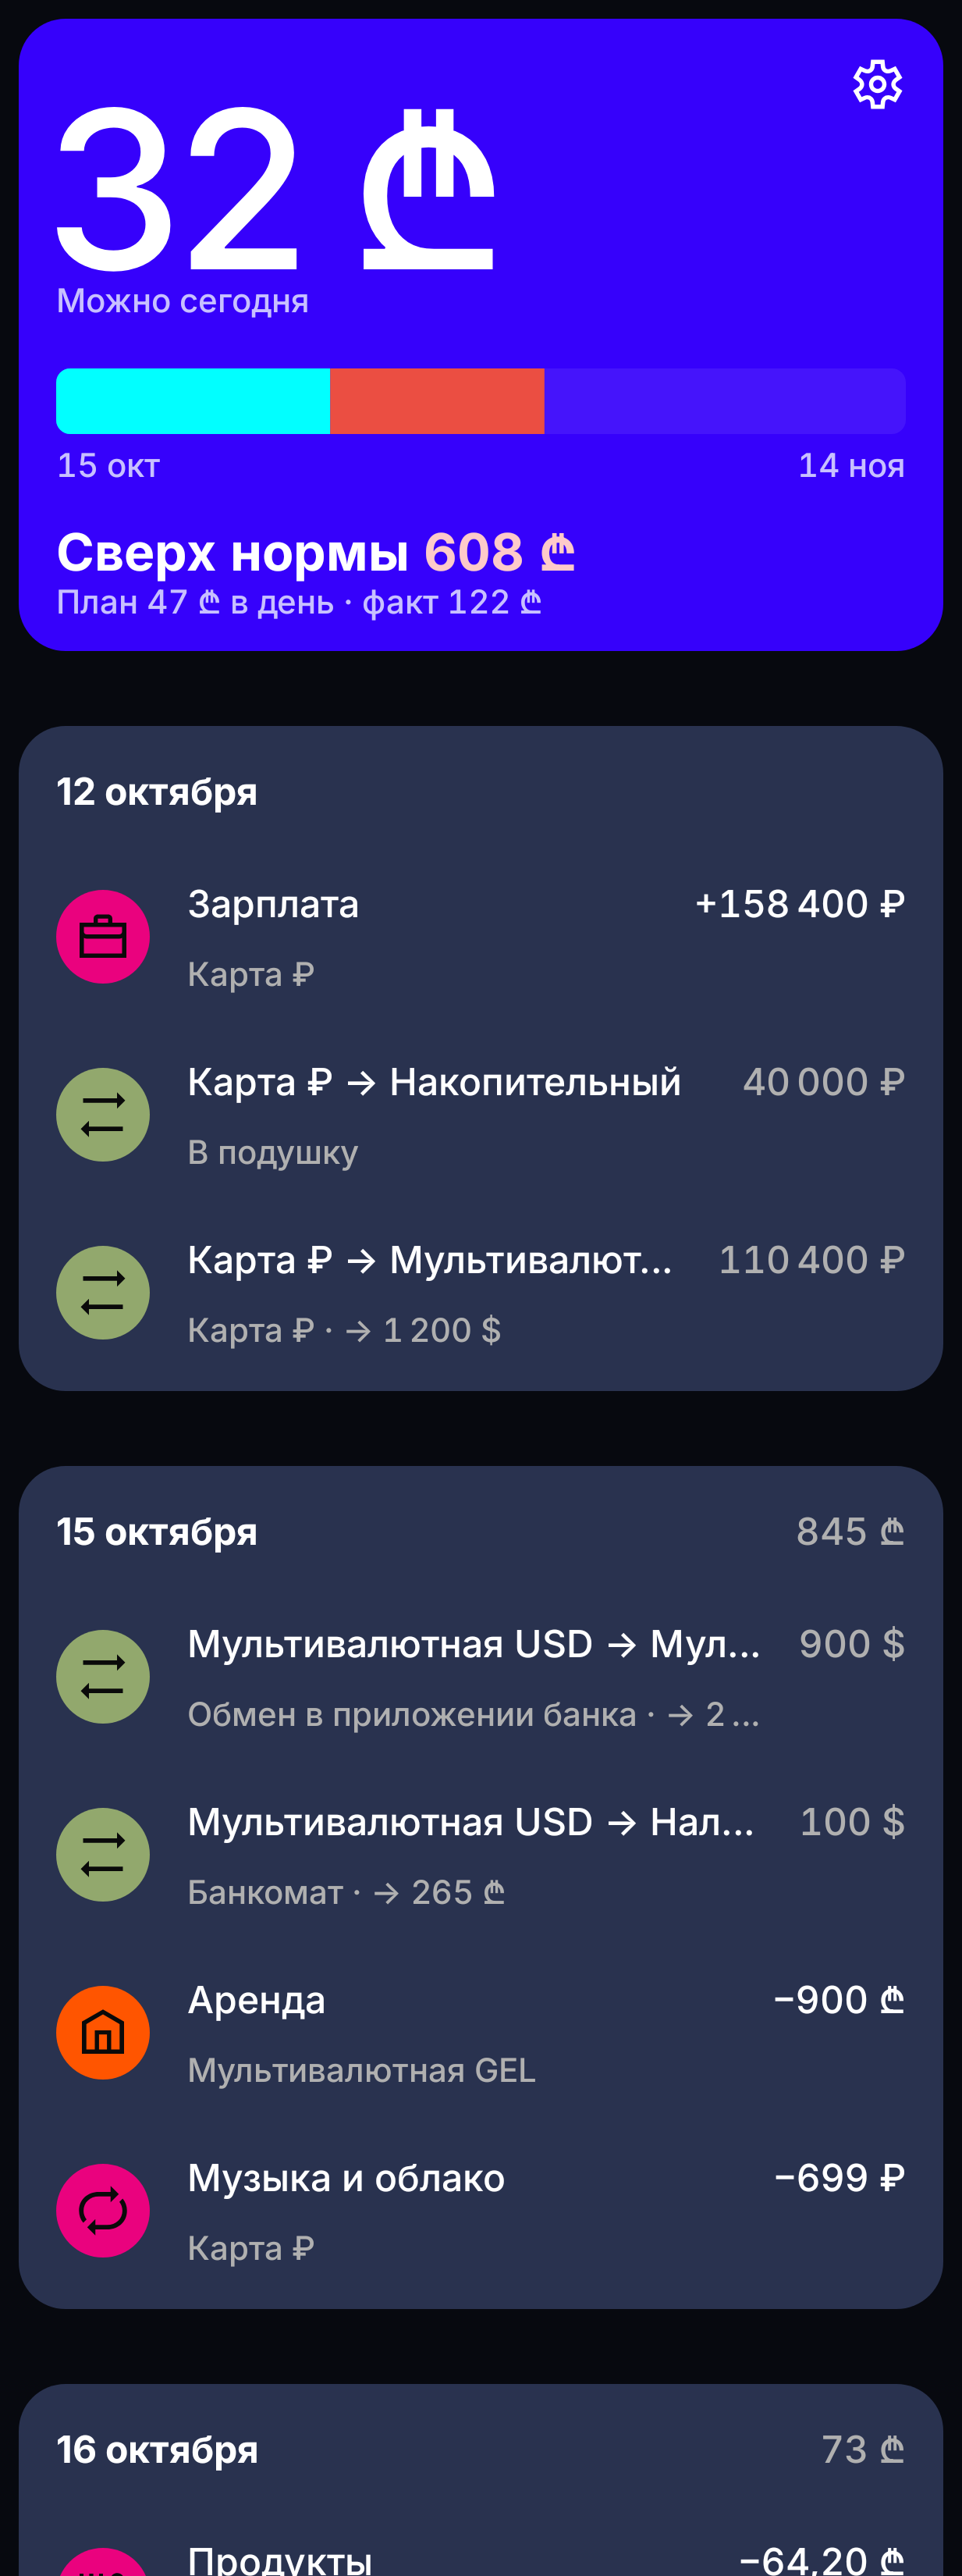 32 ₾
Можно сегодня
15 окт
14 ноя
Сверх нормы 608 ₾
План 47 ₾ в день · факт 122 ₾
12 октября
Зарплата
+158 400 ₽
Карта ₽
Карта ₽ → Накопительный
40 000 ₽
В подушку
Карта ₽ → Мультивалют...
110 400 ₽
Карта ₽ · → 1 200 $
15 октября
845 ₾
Мультивалютная USD → Мул...
900 $
Обмен в приложении банка · → 2 ...
Мультивалютная USD → Нал...
100 $
Банкомат · → 265 ₾
Аренда
−900 ₾
Мультивалютная GEL
Музыка и облако
−699 ₽
Карта ₽
16 октября
73 ₾
Продукты
−64,20 ₾